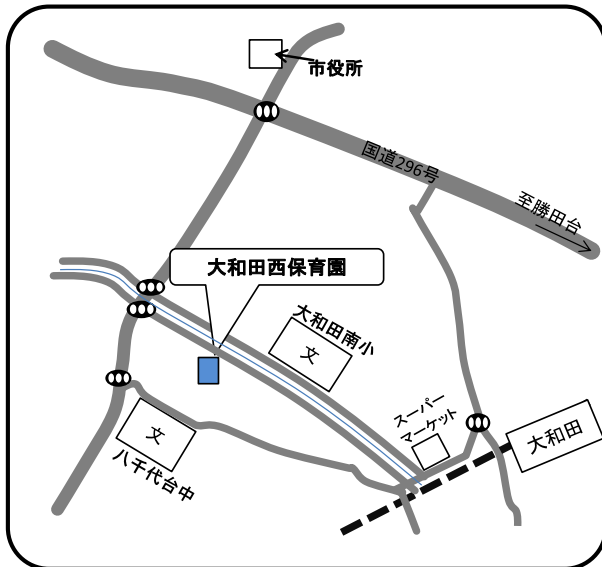 市役所
国道296号
至勝田台
大和田西保育園
大和田南小
文
スーパー
マーケット
大和田
文
八千代台中